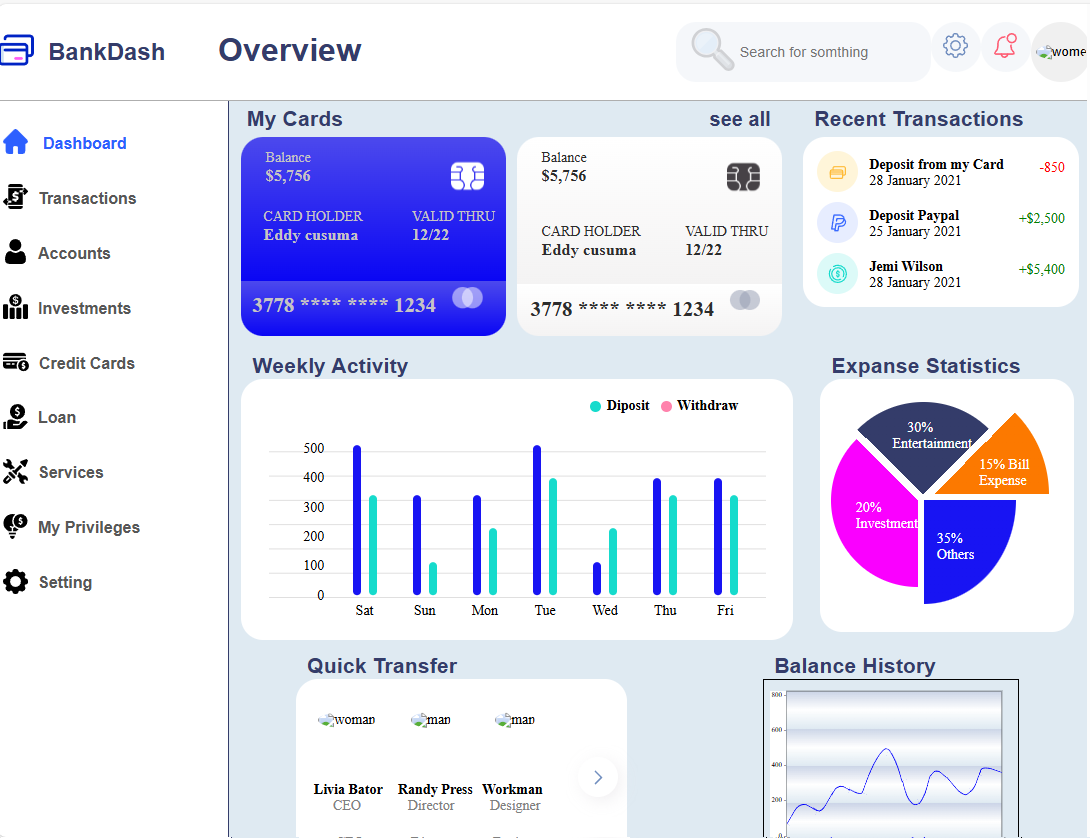 BankDash
Overview
Search for somthing
wome
Dashboard
Transactions
Accounts
Investments
Credit Cards
Loan
Services
My Privileges
Setting
My Cards
see all
Balance
$5,756
CARD HOLDER
VALID THRU
Eddy cusuma
12/22
3778 **** **** 1234
Balance
$5,756
CARD HOLDER
VALID THRU
Eddy cusuma
12/22
3778 **** **** 1234
Recent Transactions
Deposit from my Card
28 January 2021
-850
Deposit Paypal
25 January 2021
+$2,500
Jemi Wilson
28 January 2021
+$5,400
Weekly Activity
Diposit
Withdraw
500
400
300
200
100
0
Sat Sun Mon Tue Wed Thu Fri
Expanse Statistics
30%
Entertainment
15% Bill
Expense
20%
Investment
35%
Others
Quick Transfer
woman
man
man
Livia Bator
CEO
Randy Press
Director
Workman
Designer
Balance History
800
600
400
200